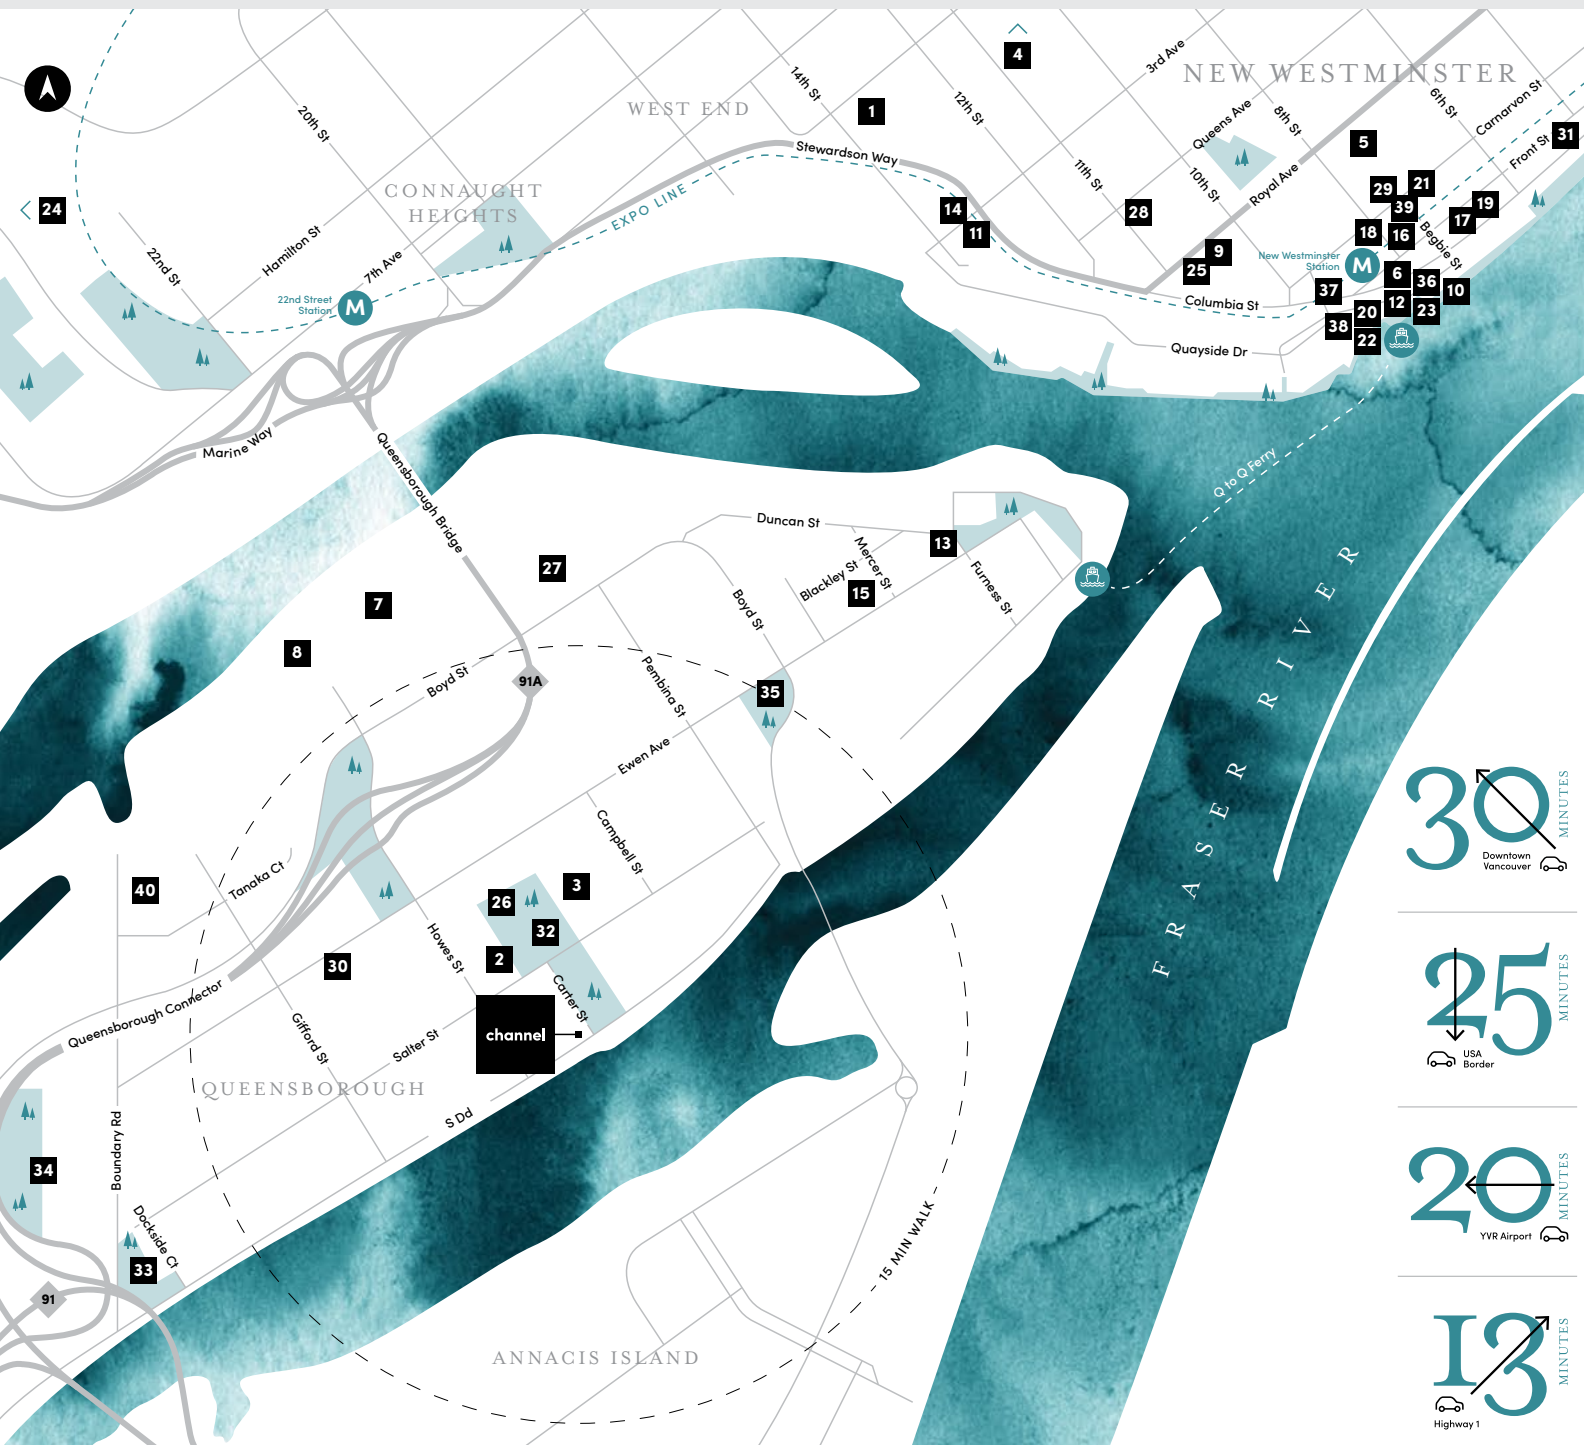 4
3rd Ave
NEW WESTMINSTER
14th St
WEST END
1
12th St
20th St
Queens Ave
8th St
6th St
Carnarvon St
31
5
Front St
Stewardson Way
11th St
10th St
Royal Ave
29
21
CONNAUGHT
HEIGHTS
EXPO LINE
24
14
28
39
19
17
11
18
16
Begbie St
22nd St
Hamilton St
7th Ave
9
25
New Westminster
Station
M
6
36
10
37
22nd Street
Station
M
Columbia St
12
20
23
38
22
Quayside Dr
Marine Way
Queensborough Bridge
Q to Q Ferry
Duncan St
13
Mercer St
27
Blackley St
15
Furness St
7
Boyd St
8
Boyd St
91A
Pembina St
35
FRASER RIVER
Ewen Ave
Campbell St
Tanaka Ct
40
26
3
32
Howes St
2
30
Carter St
Queensborough Connector
Gifford St
Salter St
channel
QUEENSBOROUGH
S Dd
Boundary Rd
34
Dockside Ct
33
91
15 MIN WALK
ANNACIS ISLAND
30
MINUTES
Downtown
Vancouver
25
MINUTES
USA
Border
20
MINUTES
YVR Airport
13
MINUTES
Highway 1